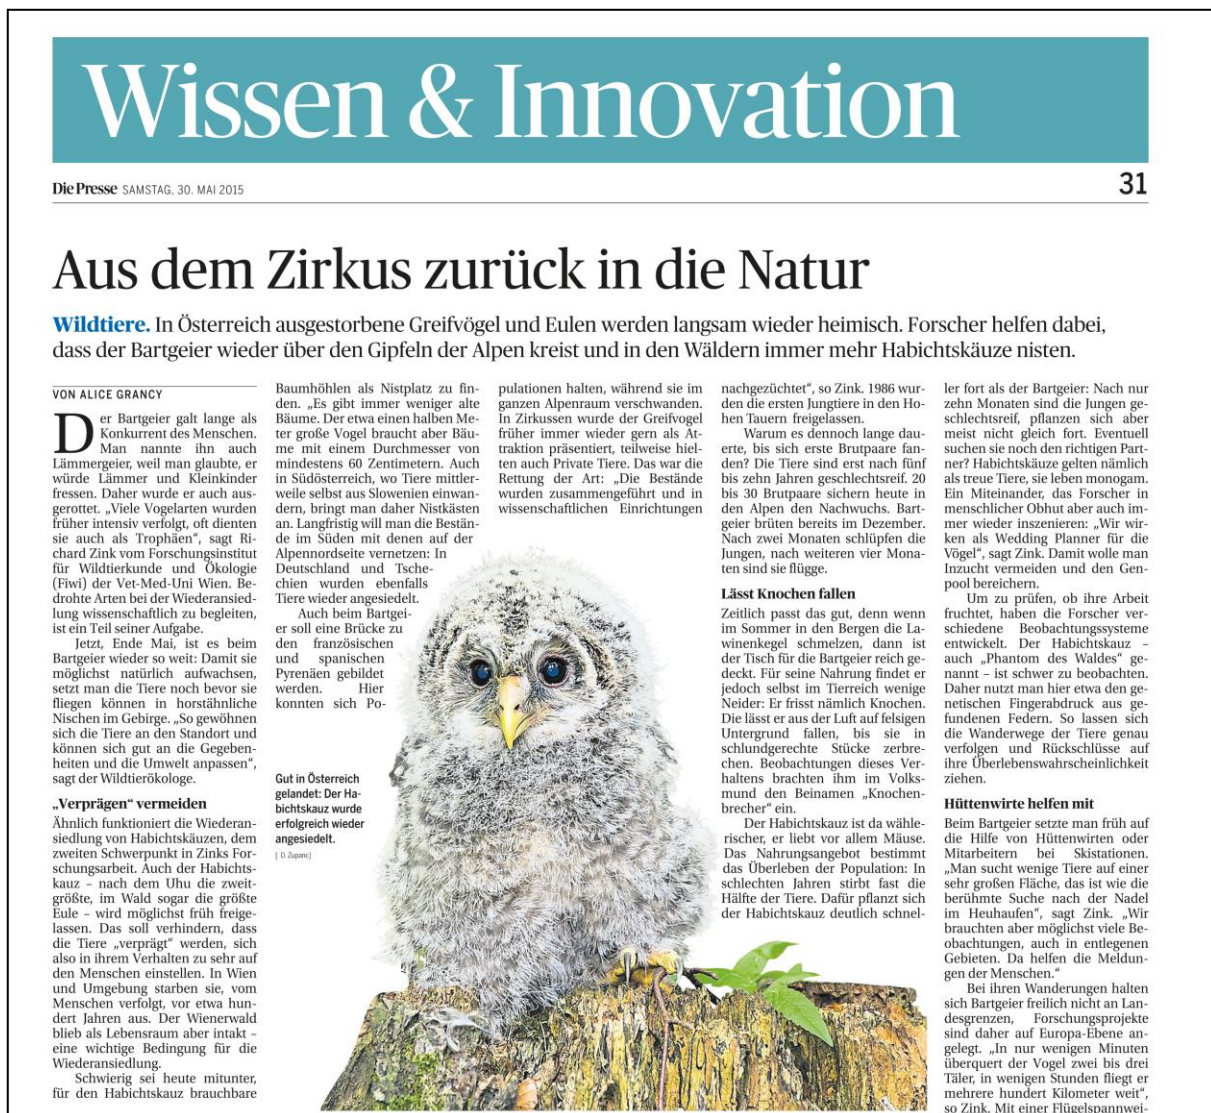 Wissen & Innovation
Die Presse SAMSTAG, 30. MAI 2015
31
Aus dem Zirkus zurück in die Natur
Wildtiere. In Österreich ausgestorbene Greifvögel und Eulen werden langsam wieder heimisch. Forscher helfen dabei,
dass der Bartgeier wieder über den Gipfeln der Alpen kreist und in den Wäldern immer mehr Habichtskäuze nisten.
VON ALICE GRANCY
Der Bartgeier galt lange als
Konkurrent des Menschen.
Man nannte ihn auch
Lämmergeier, weil man glaubte, er
würde Lämmer und Kleinkinder
fressen. Daher wurde er auch aus-
gerottet. „Viele Vogelarten wurden
früher intensiv verfolgt, oft dienten
sie auch als Trophäen“, sagt Ri-
chard Zink vom Forschungsinstitut
für Wildtierkunde und Ökologie
(Fiwi) der Vet-Med-Uni Wien. Be-
drohte Arten bei der Wiederansied-
lung wissenschaftlich zu begleiten,
ist ein Teil seiner Aufgabe.
Jetzt, Ende Mai, ist es beim
Bartgeier wieder so weit: Damit sie
möglichst natürlich aufwachsen,
setzt man die Tiere noch bevor sie
fliegen können in horstähnliche
Nischen im Gebirge. „So gewöhnen
sich die Tiere an den Standort und
können sich gut an die Gegeben-
heiten und die Umwelt anpassen“,
sagt der Wildtierökologe.
„Verprägen“ vermeiden
Ähnlich funktioniert die Wiederan-
siedlung von Habichtskäuzen, dem
zweiten Schwerpunkt in Zinks For-
schungsarbeit. Auch der Habichts-
kauz – nach dem Uhu die zweit-
größte, im Wald sogar die größte
Eule – wird möglichst früh freige-
lassen. Das soll verhindern, dass
die Tiere „verprägt“ werden, sich
also in ihrem Verhalten zu sehr auf
den Menschen einstellen. In Wien
und Umgebung starben sie, vom
Menschen verfolgt, vor etwa hun-
dert Jahren aus. Der Wienerwald
blieb als Lebensraum aber intakt –
eine wichtige Bedingung für die
Wiederansiedlung.
Schwierig sei heute mitunter,
für den Habichtskauz brauchbare
Baumhöhlen als Nistplatz zu fin-
den. „Es gibt immer weniger alte
Bäume. Der etwa einen halben Me-
ter große Vogel braucht aber Bäu-
me mit einem Durchmesser von
mindestens 60 Zentimetern. Auch
in Südösterreich, wo Tiere mittler-
weile selbst aus Slowenien einwan-
dern, bringt man daher Nistkästen
an. Langfristig will man die Bestän-
de im Süden mit denen auf der
Alpennordseite vernetzen: In
Deutschland und Tsche-
chien wurden ebenfalls
Tiere wieder angesiedelt.
Auch beim Bartgei-
er soll eine Brücke zu
den französischen
und spanischen
Pyrenäen gebildet
werden. Hier
konnten sich Po-
Gut in Österreich
gelandet: Der Ha-
bichtskauz wurde
erfolgreich wieder
angesiedelt.
[ D. Zupanc]
pulationen halten, während sie im
ganzen Alpenraum verschwanden.
In Zirkussen wurde der Greifvogel
früher immer wieder gern als At-
traktion präsentiert, teilweise hiel-
ten auch Private Tiere. Das war die
Rettung der Art: „Die Bestände
wurden zusammengeführt und in
wissenschaftlichen Einrichtungen
nachgezüchtet“, so Zink. 1986 wur-
den die ersten Jungtiere in den Ho-
hen Tauern freigelassen.
Warum es dennoch lange dau-
erte, bis sich erste Brutpaare fan-
den? Die Tiere sind erst nach fünf
bis zehn Jahren geschlechtsreif. 20
bis 30 Brutpaare sichern heute in
den Alpen den Nachwuchs. Bart-
geier brüten bereits im Dezember.
Nach zwei Monaten schlüpfen die
Jungen, nach weiteren vier Mona-
ten sind sie flügge.
Lässt Knochen fallen
Zeitlich passt das gut, denn wenn
im Sommer in den Bergen die La-
winenkegel schmelzen, dann ist
der Tisch für die Bartgeier reich ge-
deckt. Für seine Nahrung findet er
jedoch selbst im Tierreich wenige
Neider: Er frisst nämlich Knochen.
Die lässt er aus der Luft auf felsigen
Untergrund fallen, bis sie in
schlundgerechte Stücke zerbre-
chen. Beobachtungen dieses Ver-
haltens brachten ihm im Volks-
mund den Beinamen „Knochen-
brecher“ ein.
Der Habichtskauz ist da wähle-
rischer, er liebt vor allem Mäuse.
Das Nahrungsangebot bestimmt
das Überleben der Population: In
schlechten Jahren stirbt fast die
Hälfte der Tiere. Dafür pflanzt sich
der Habichtskauz deutlich schnel-
ler fort als der Bartgeier: Nach nur
zehn Monaten sind die Jungen ge-
schlechtsreif, pflanzen sich aber
meist nicht gleich fort. Eventuell
suchen sie noch den richtigen Part-
ner? Habichtskäuze gelten nämlich
als treue Tiere, sie leben monogam.
Ein Miteinander, das Forscher in
menschlicher Obhut aber auch im-
mer wieder inszenieren: „Wir wir-
ken als Wedding Planner für die
Vögel“, sagt Zink. Damit wolle man
Inzucht vermeiden und den Gen-
pool bereichern.
Um zu prüfen, ob ihre Arbeit
fruchtet, haben die Forscher ver-
schiedene Beobachtungssysteme
entwickelt. Der Habichtskauz –
auch „Phantom des Waldes“ ge-
nannt – ist schwer zu beobachten.
Daher nutzt man hier etwa den ge-
netischen Fingerabdruck aus ge-
fundenen Federn. So lassen sich
die Wanderwege der Tiere genau
verfolgen und Rückschlüsse auf
ihre Überlebenswahrscheinlichkeit
ziehen.
Hüttenwirte helfen mit
Beim Bartgeier setzte man früh auf
die Hilfe von Hüttenwirten oder
Mitarbeitern bei Skistationen.
„Man sucht wenige Tiere auf einer
sehr großen Fläche, das ist wie die
berühmte Suche nach der Nadel
im Heuhaufen“, sagt Zink. „Wir
brauchten aber möglichst viele Be-
obachtungen, auch in entlegenen
Gebieten. Da helfen die Meldun-
gen der Menschen.“
Bei ihren Wanderungen halten
sich Bartgeier freilich nicht an Lan-
desgrenzen, Forschungsprojekte
sind daher auf Europa-Ebene an-
gelegt. „In nur wenigen Minuten
überquert der Vogel zwei bis drei
Täler, in wenigen Stunden fliegt er
mehrere hundert Kilometer weit“,
so Zink. Mit einer Flügelspannwei-